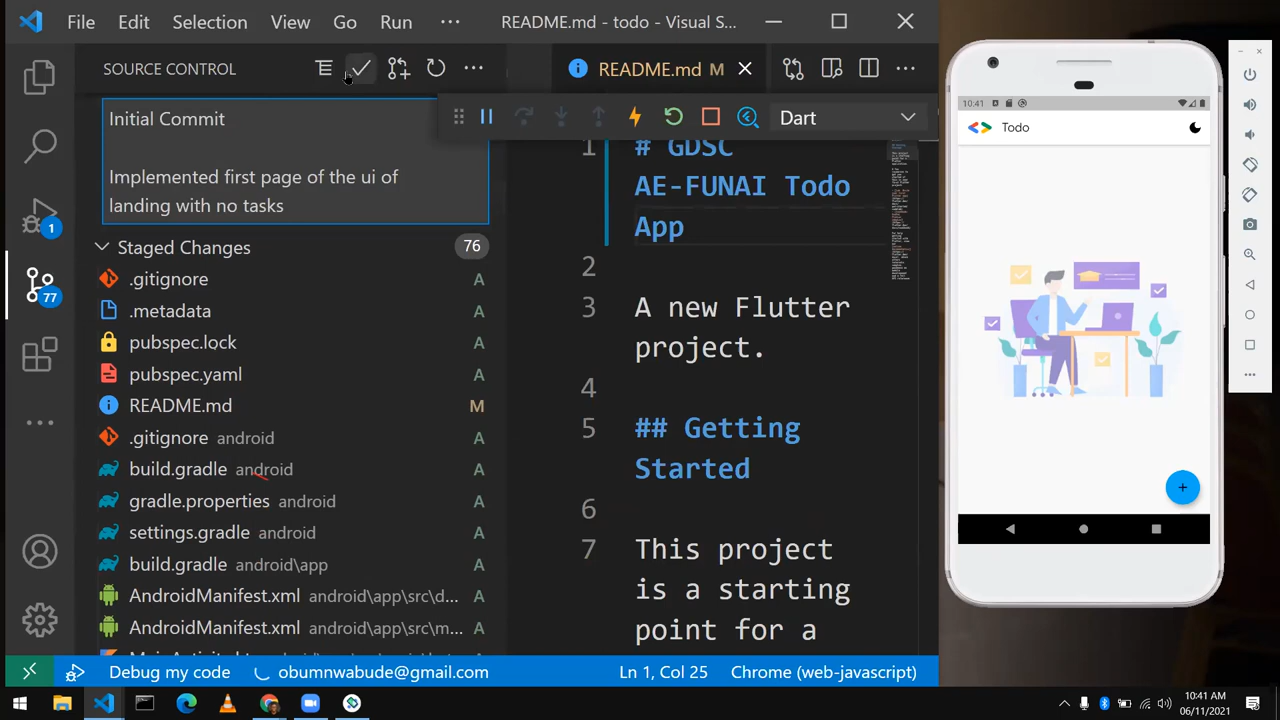 File Edit Selection View Go Run ··· README.md - todo - Visual S...
SOURCE CONTROL
README.md M
Initial Commit
Implemented first page of the ui of
landing with no tasks
Dart
Staged Changes 76
.gitignore A
.metadata A
pubspec.lock A
pubspec.yaml A
README.md M
.gitignore android A
build.gradle android A
gradle.properties android A
settings.gradle android A
build.gradle android\app A
AndroidManifest.xml android\app\src\d... A
AndroidManifest.xml android\app\src\m... A
1 # GDSC
AE-FUNAI Todo
App
2
3 A new Flutter
project.
4
5 ## Getting
Started
6
7 This project
is a starting
point for a
1
77
Debug my code obumnwabude@gmail.com Ln 1, Col 25 Chrome (web-javascript)
10:41
Todo
+
10:41 AM
06/11/2021